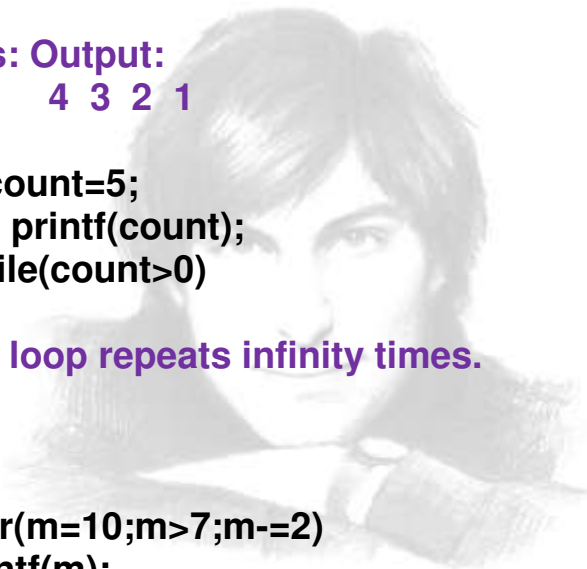 s: Output:
4 3 2 1
count=5;
printf(count);
ile(count>0)
loop repeats infinity times.
r(m=10;m>7;m-=2)
ntf(m);